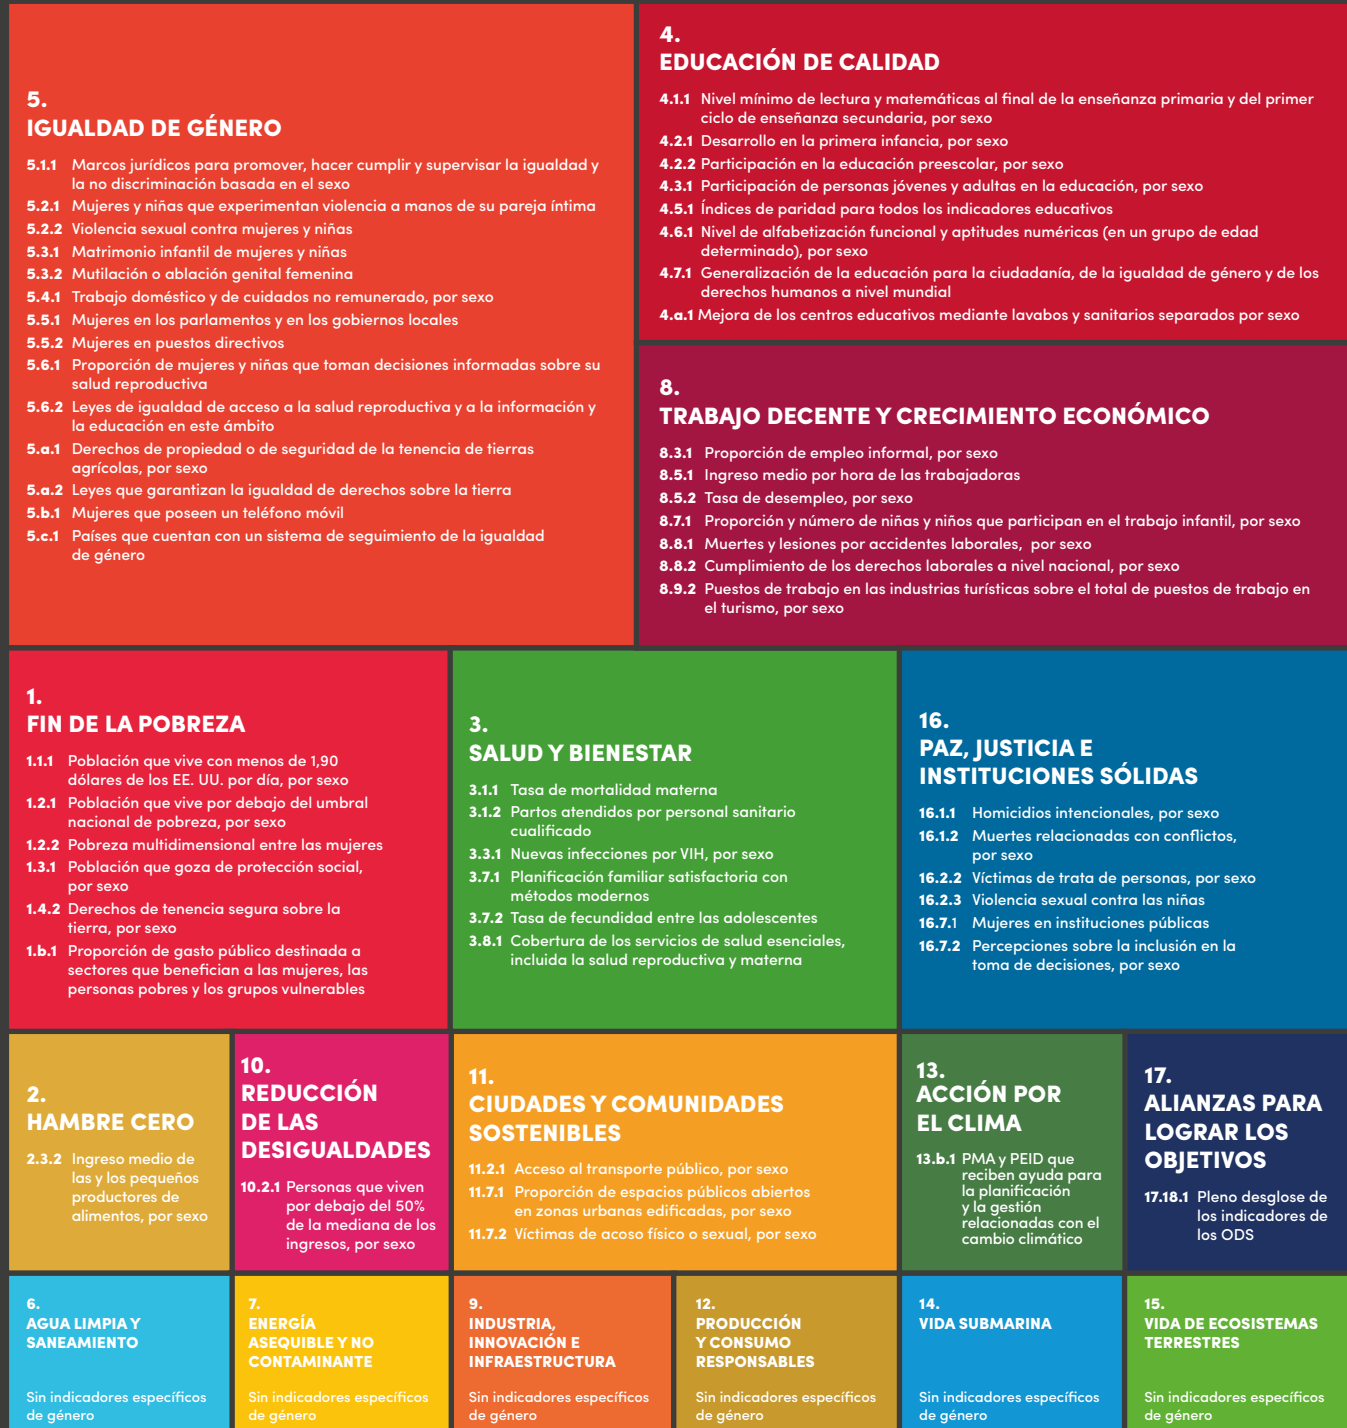 5.
IGUALDAD DE GÉNERO
5.1.1 Marcos jurídicos para promover, hacer cumplir y supervisar la igualdad y
la no discriminación basada en el sexo
5.2.1 Mujeres y niñas que experimentan violencia a manos de su pareja íntima
5.2.2 Violencia sexual contra mujeres y niñas
5.3.1 Matrimonio infantil de mujeres y niñas
5.3.2 Mutilación o ablación genital femenina
5.4.1 Trabajo doméstico y de cuidados no remunerado, por sexo
5.5.1 Mujeres en los parlamentos y en los gobiernos locales
5.5.2 Mujeres en puestos directivos
5.6.1 Proporción de mujeres y niñas que toman decisiones informadas sobre su
salud reproductiva
5.6.2 Leyes de igualdad de acceso a la salud reproductiva y a la información y
la educación en este ámbito
5.a.1 Derechos de propiedad o de seguridad de la tenencia de tierras
agrícolas, por sexo
5.a.2 Leyes que garantizan la igualdad de derechos sobre la tierra
5.b.1 Mujeres que poseen un teléfono móvil
5.c.1 Países que cuentan con un sistema de seguimiento de la igualdad
de género
4.
EDUCACIÓN DE CALIDAD
4.1.1 Nivel mínimo de lectura y matemáticas al final de la enseñanza primaria y del primer
ciclo de enseñanza secundaria, por sexo
4.2.1 Desarrollo en la primera infancia, por sexo
4.2.2 Participación en la educación preescolar, por sexo
4.3.1 Participación de personas jóvenes y adultas en la educación, por sexo
4.5.1 Índices de paridad para todos los indicadores educativos
4.6.1 Nivel de alfabetización funcional y aptitudes numéricas (en un grupo de edad
determinado), por sexo
4.7.1 Generalización de la educación para la ciudadanía, de la igualdad de género y de los
derechos humanos a nivel mundial
4.a.1 Mejora de los centros educativos mediante lavabos y sanitarios separados por sexo
8.
TRABAJO DECENTE Y CRECIMIENTO ECONÓMICO
8.3.1 Proporción de empleo informal, por sexo
8.5.1 Ingreso medio por hora de las trabajadoras
8.5.2 Tasa de desempleo, por sexo
8.7.1 Proporción y número de niñas y niños que participan en el trabajo infantil, por sexo
8.8.1 Muertes y lesiones por accidentes laborales, por sexo
8.8.2 Cumplimiento de los derechos laborales a nivel nacional, por sexo
8.9.2 Puestos de trabajo en las industrias turísticas sobre el total de puestos de trabajo en
el turismo, por sexo
1.
FIN DE LA POBREZA
1.1.1 Población que vive con menos de 1,90
dólares de los EE. UU. por día, por sexo
1.2.1 Población que vive por debajo del umbral
nacional de pobreza, por sexo
1.2.2 Pobreza multidimensional entre las mujeres
1.3.1 Población que goza de protección social,
por sexo
1.4.2 Derechos de tenencia segura sobre la
tierra, por sexo
1.b.1 Proporción de gasto público destinada a
sectores que benefician a las mujeres, las
personas pobres y los grupos vulnerables
3.
SALUD Y BIENESTAR
3.1.1 Tasa de mortalidad materna
3.1.2 Partos atendidos por personal sanitario
cualificado
3.3.1 Nuevas infecciones por VIH, por sexo
3.7.1 Planificación familiar satisfactoria con
métodos modernos
3.7.2 Tasa de fecundidad entre las adolescentes
3.8.1 Cobertura de los servicios de salud esenciales,
incluida la salud reproductiva y materna
16.
PAZ, JUSTICIA E
INSTITUCIONES SÓLIDAS
16.1.1 Homicidios intencionales, por sexo
16.1.2 Muertes relacionadas con conflictos,
por sexo
16.2.2 Víctimas de trata de personas, por sexo
16.2.3 Violencia sexual contra las niñas
16.7.1 Mujeres en instituciones públicas
16.7.2 Percepciones sobre la inclusión en la
toma de decisiones, por sexo
2.
HAMBRE CERO
2.3.2 Ingreso medio de
las y los pequeños
productores de
alimentos, por sexo
10.
REDUCCIÓN
DE LAS
DESIGUALDADES
10.2.1 Personas que viven
por debajo del 50%
de la mediana de los
ingresos, por sexo
11.
CIUDADES Y COMUNIDADES
SOSTENIBLES
11.2.1 Acceso al transporte público, por sexo
11.7.1 Proporción de espacios públicos abiertos
en zonas urbanas edificadas, por sexo
11.7.2 Víctimas de acoso físico o sexual, por sexo
13.
ACCIÓN POR
EL CLIMA
13.b.1 PMA y PEID que
reciben ayuda para
la planificación
y la gestión
relacionadas con el
cambio climático
17.
ALIANZAS PARA
LOGRAR LOS
OBJETIVOS
17.18.1 Pleno desglose de
los indicadores de
los ODS
6.
AGUA LIMPIA Y
SANEAMIENTO
Sin indicadores específicos
de género
7.
ENERGÍA
ASEQUIBLE Y NO
CONTAMINANTE
Sin indicadores específicos
de género
9.
INDUSTRIA,
INNOVACIÓN E
INFRAESTRUCTURA
Sin indicadores específicos
de género
12.
PRODUCCIÓN
Y CONSUMO
RESPONSABLES
Sin indicadores específicos
de género
14.
VIDA SUBMARINA
Sin indicadores específicos
de género
15.
VIDA DE ECOSISTEMAS
TERRESTRES
Sin indicadores específicos
de género